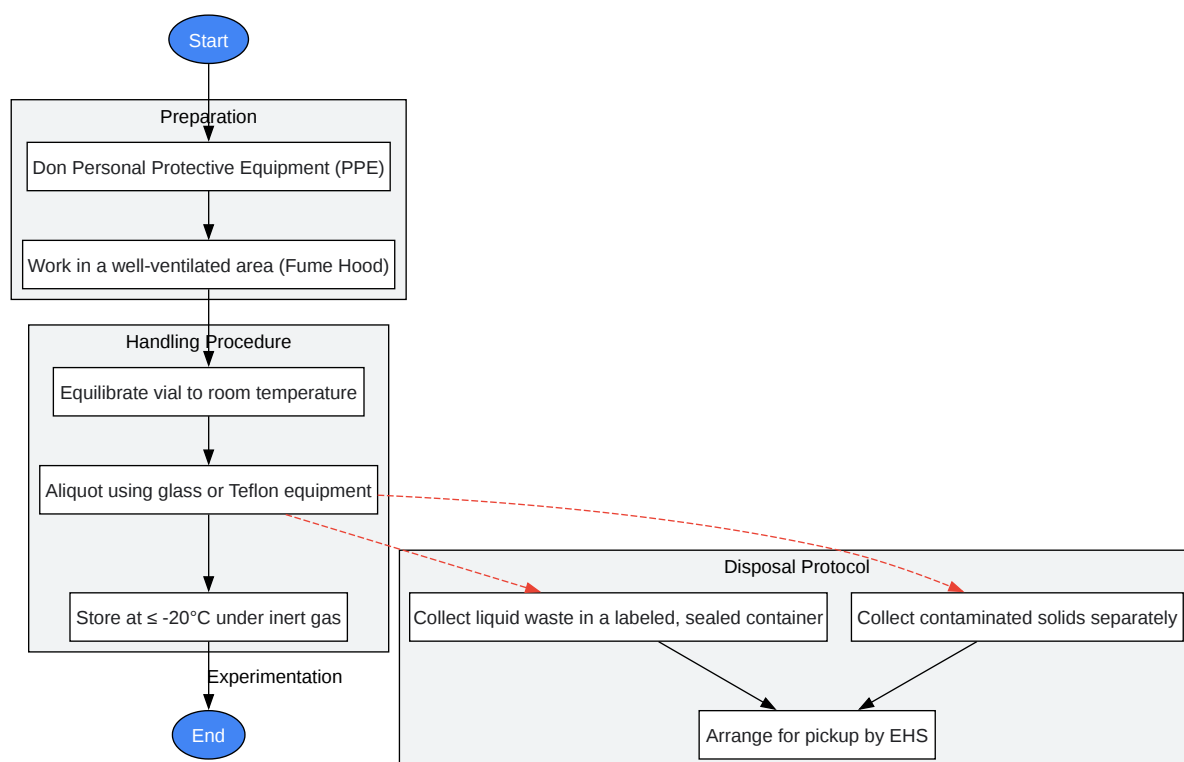 Start
Preparation
Don Personal Protective Equipment (PPE)
Work in a well-ventilated area (Fume Hood)
Handling Procedure
Equilibrate vial to room temperature
Aliquot using glass or Teflon equipment
Store at ≤ -20°C under inert gas
Experimentation
End
Disposal Protocol
Collect liquid waste in a labeled, sealed container
Collect contaminated solids separately
Arrange for pickup by EHS